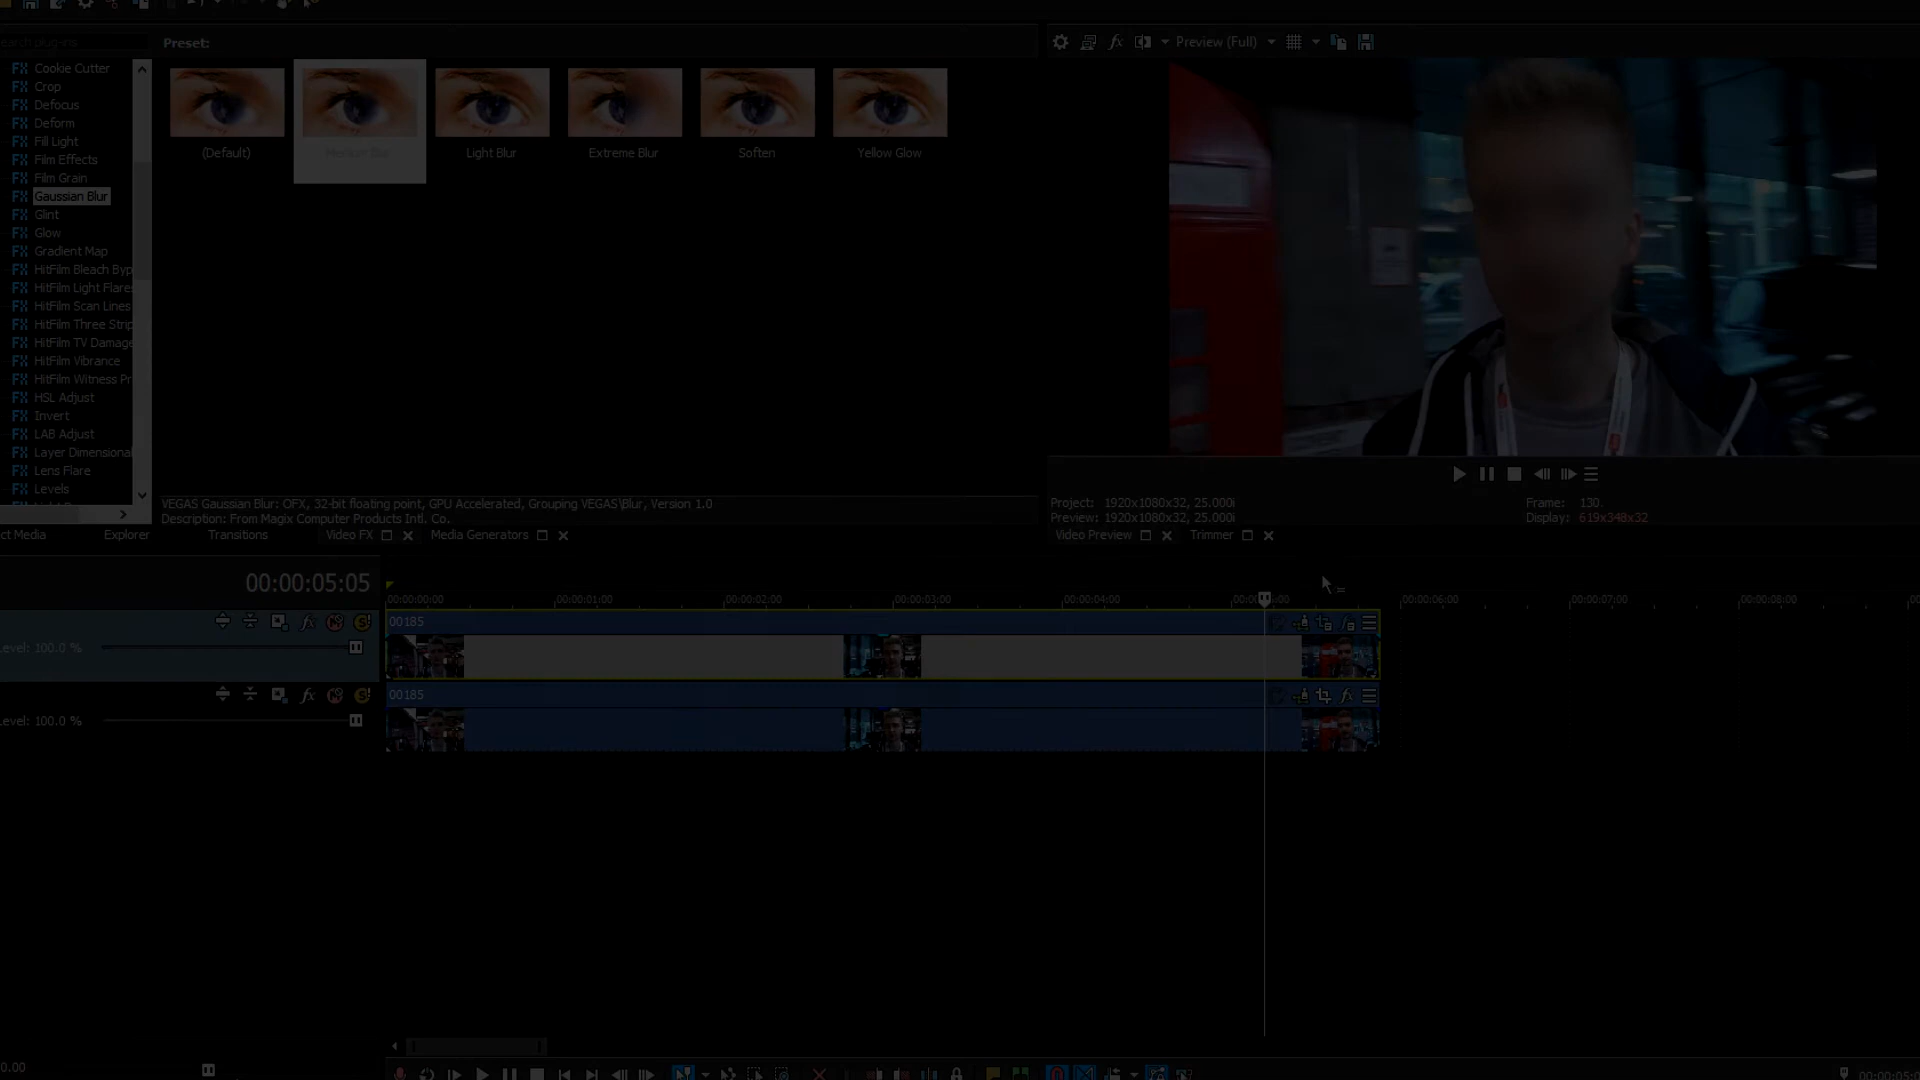 Preset:
Preview (Full)
Cookie Cutter
Crop
Defocus
Deform
Fill Light
Film Effects
Film Grain
Gaussian Blur
Glint
Glow
Gradient Map
HitFilm Bleach Byp
HitFilm Light Flare
HitFilm Scan Lines
HitFilm Three Strip
HitFilm TV Damage
HitFilm Vibrance
HitFilm Witness Pr
HSL Adjust
Invert
LAB Adjust
Layer Dimensional
Lens Flare
Levels
(Default)
Light Blur
Extreme Blur
Soften
Yellow Glow
VEGAS Gaussian Blur: OFX, 32-bit floating point, GPU Accelerated, Grouping VEGAS\Blur, Version 1.0
Description: From Magix Computer Products Intl. Co.
ct Media
Explorer
Transitions
Video FX
Media Generators
Project: 1920x1080x32, 25.000i
Preview: 1920x1080x32, 25.000i
Frame: 130
Display: 619x348x32
Video Preview
Trimmer
00:00:05:05
00:00:00:00
00:00:01:00
00:00:02:00
00:00:03:00
00:00:04:00
00:00:06:00
00:00:07:00
00:00:08:00
00185
Level: 100.0 %
00185
Level: 100.0 %
0.00